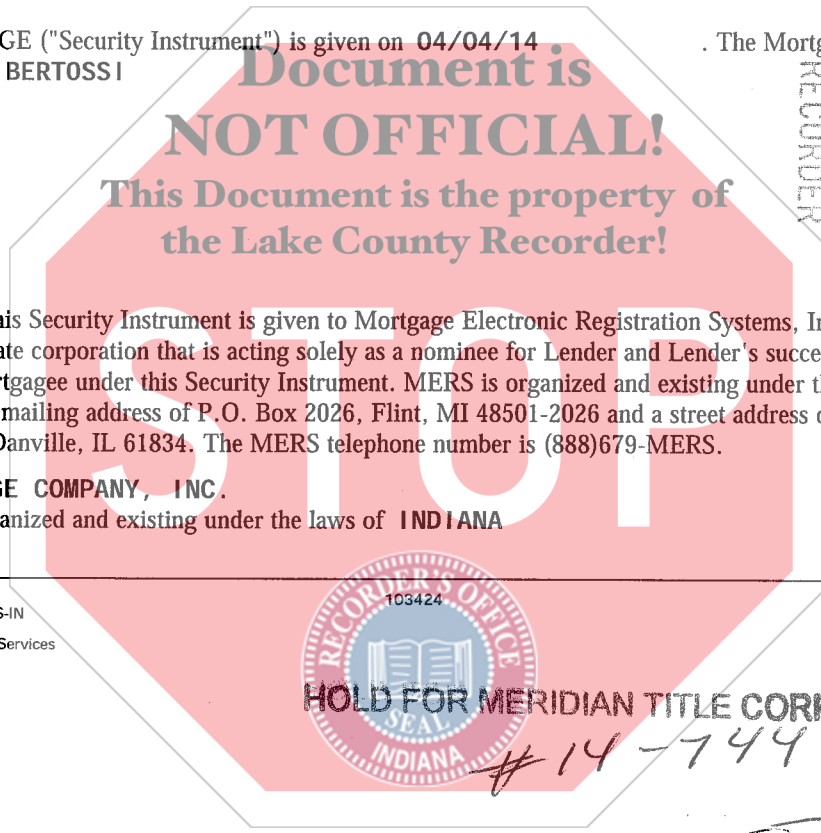 GE ("Security Instrument") is given on 04/04/14 . The Mortg
BERTOSSI
RECORDER
Document is
NOT OFFICIAL!
This Document is the property of
the Lake County Recorder!
STOP
his Security Instrument is given to Mortgage Electronic Registration Systems, In
ate corporation that is acting solely as a nominee for Lender and Lender's succe
rtgagee under this Security Instrument. MERS is organized and existing under th
mailing address of P.O. Box 2026, Flint, MI 48501-2026 and a street address o
Danville, IL 61834. The MERS telephone number is (888)679-MERS.
GE COMPANY, INC.
anized and existing under the laws of INDIANA
103424
S-IN
Services
RECORDER'S OFFICE
SEAL
INDIANA
HOLD FOR MERIDIAN TITLE CORP
# 14-744